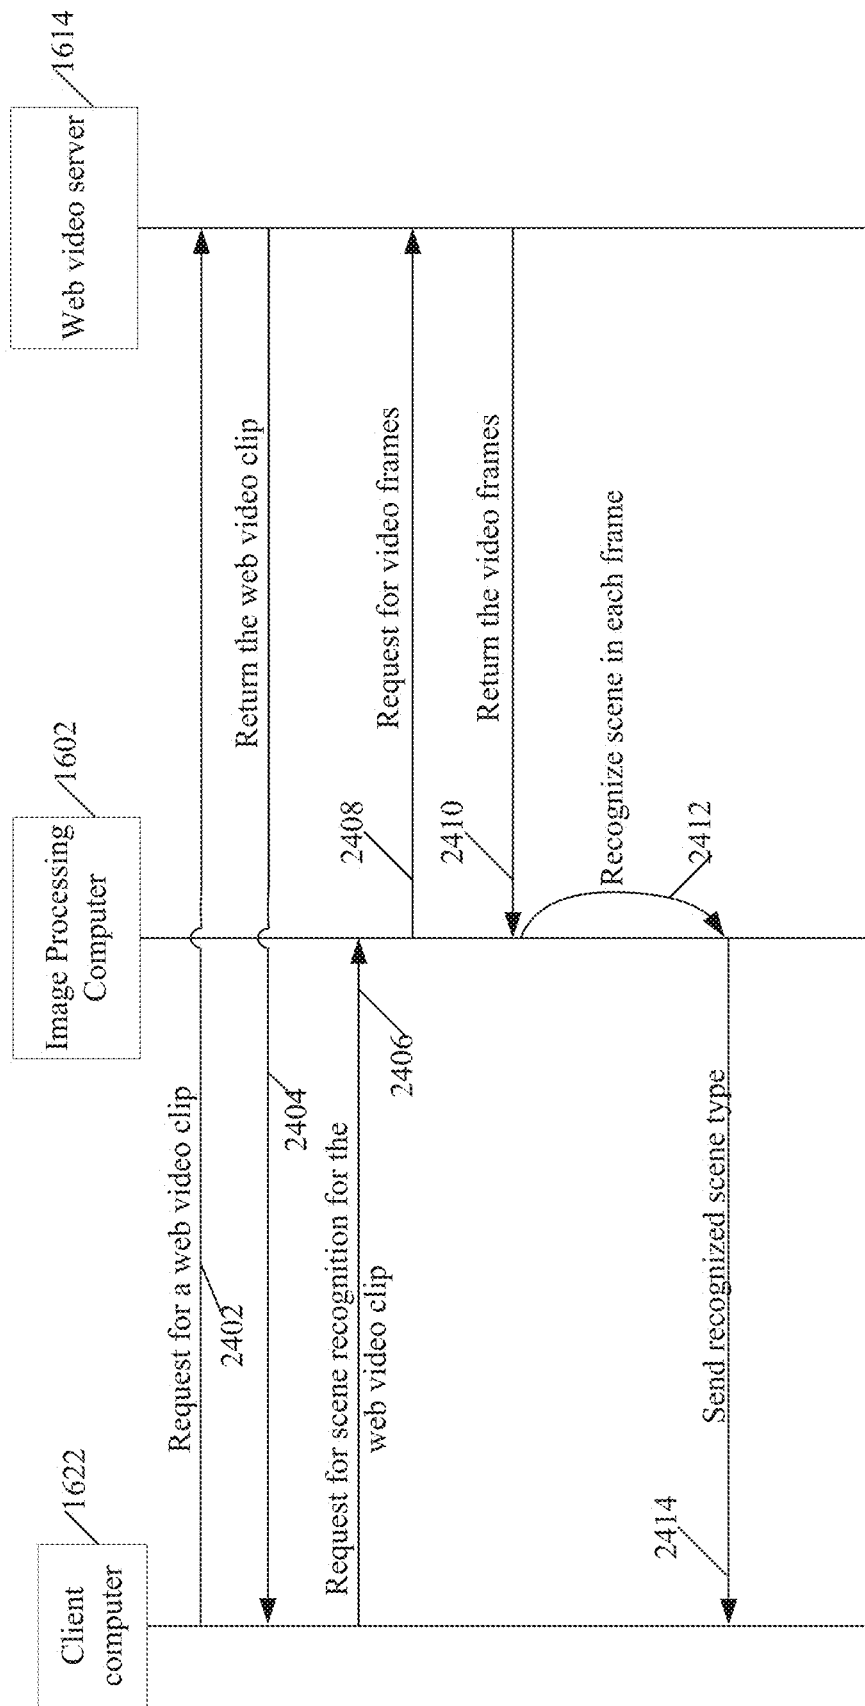 Client
computer
1622
Image Processing
Computer
1602
Web video server
1614
Request for a web video clip
2402
Return the web video clip
2404
Request for scene recognition for the
web video clip
2406
Request for video frames
2408
Return the video frames
2410
Recognize scene in each frame
2412
Send recognized scene type
2414